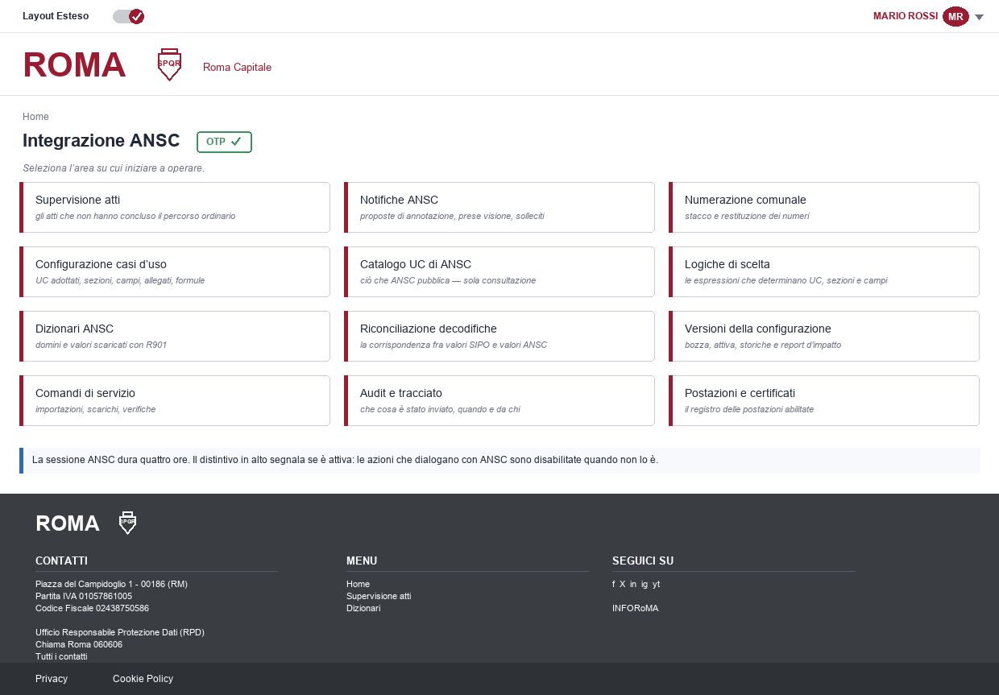 Layout Esteso
MARIO ROSSI MR
ROMA
SPQR
Roma Capitale
Home
Integrazione ANSC
OTP
Seleziona l'area su cui iniziare a operare.
Supervisione atti
gli atti che non hanno concluso il percorso ordinario
Notifiche ANSC
proposte di annotazione, prese visione, solleciti
Numerazione comunale
stacco e restituzione dei numeri
Configurazione casi d'uso
UC adottati, sezioni, campi, allegati, formule
Catalogo UC di ANSC
ciò che ANSC pubblica — sola consultazione
Logiche di scelta
le espressioni che determinano UC, sezioni e campi
Dizionari ANSC
domini e valori scaricati con R901
Riconciliazione decodifiche
la corrispondenza fra valori SIPO e valori ANSC
Versioni della configurazione
bozza, attiva, storiche e report d'impatto
Comandi di servizio
importazioni, scarichi, verifiche
Audit e tracciato
che cosa è stato inviato, quando e da chi
Postazioni e certificati
il registro delle postazioni abilitate
La sessione ANSC dura quattro ore. Il distintivo in alto segnala se è attiva: le azioni che dialogano con ANSC sono disabilitate quando non lo è.
ROMA
SPQR
CONTATTI
Piazza del Campidoglio 1 - 00186 (RM)
Partita IVA 01057861005
Codice Fiscale 02438750586
Ufficio Responsabile Protezione Dati (RPD)
Chiama Roma 060606
Tutti i contatti
MENU
Home
Supervisione atti
Dizionari
SEGUICI SU
f X in ig yt
INFORoMA
Privacy
Cookie Policy